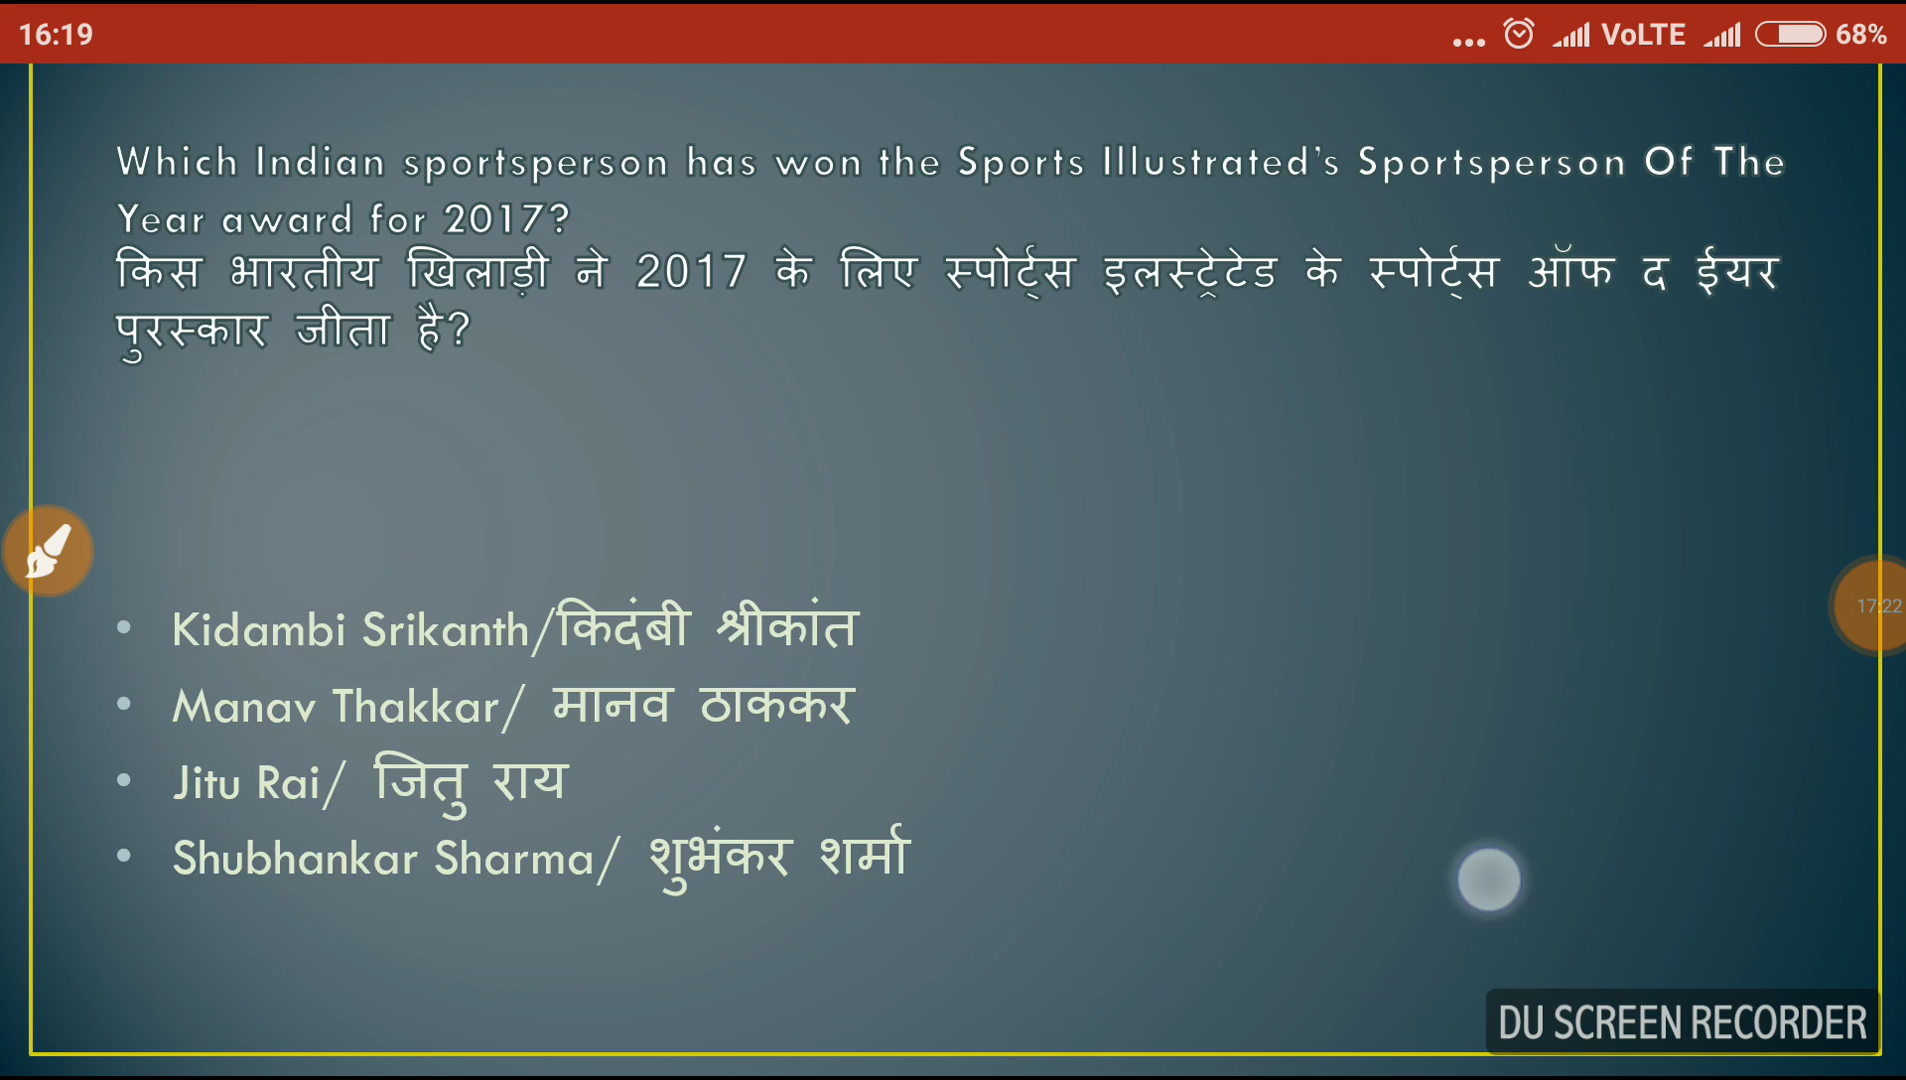 16:19
... VoLTE 68%
Which Indian sportsperson has won the Sports Illustrated's Sportsperson Of The
Year award for 2017?
किस भारतीय खिलाड़ी ने 2017 के लिए स्पोर्ट्स इलस्ट्रेटेड के स्पोर्ट्स ऑफ द ईयर
पुरस्कार जीता है?
17:22
• Kidambi Srikanth/किदंबी श्रीकांत
• Manav Thakkar/ मानव ठाककर
• Jitu Rai/ जितु राय
• Shubhankar Sharma/ शुभंकर शर्मा
DU SCREEN RECORDER